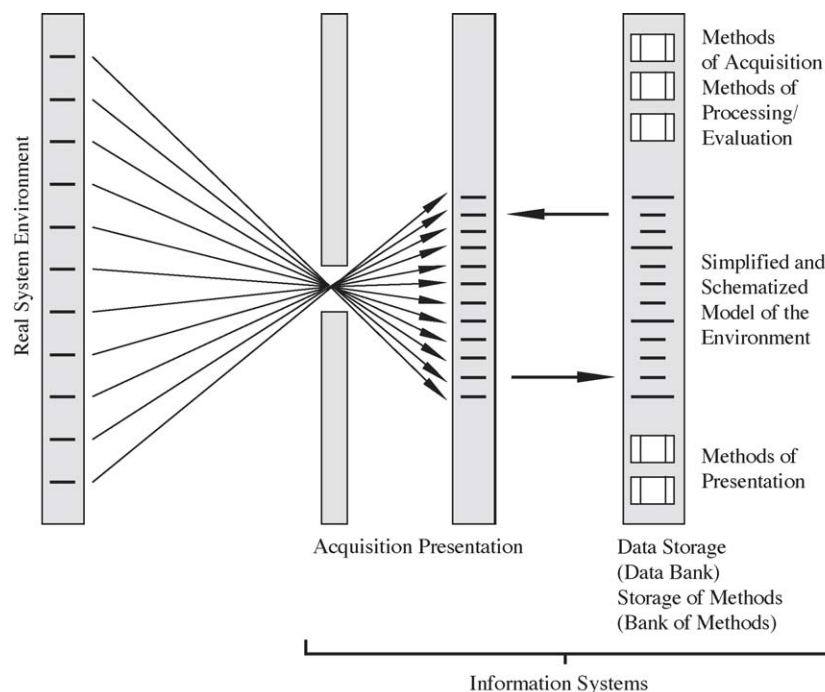 Real System Environment
Methods
of Acquisition
Methods of
Processing/
Evaluation
Simplified and
Schematized
Model of the
Environment
Methods of
Presentation
Acquisition Presentation
Data Storage
(Data Bank)
Storage of Methods
(Bank of Methods)
Information Systems